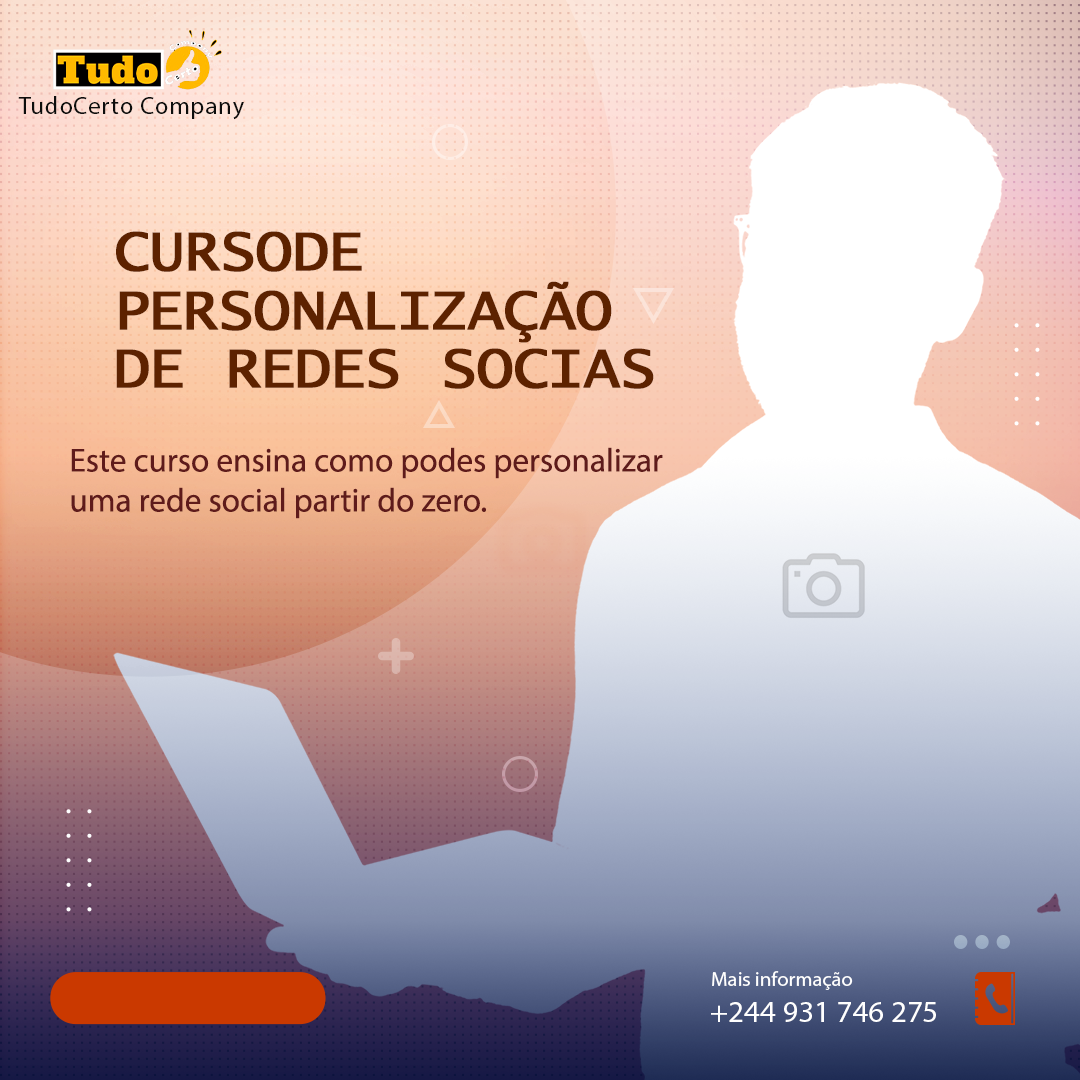 Tudo
TudoCerto Company
CURSODE
PERSONALIZAÇÃO
DE REDES SOCIAS
Este curso ensina como podes personalizar
uma rede social partir do zero.
Mais informação
+244 931 746 275